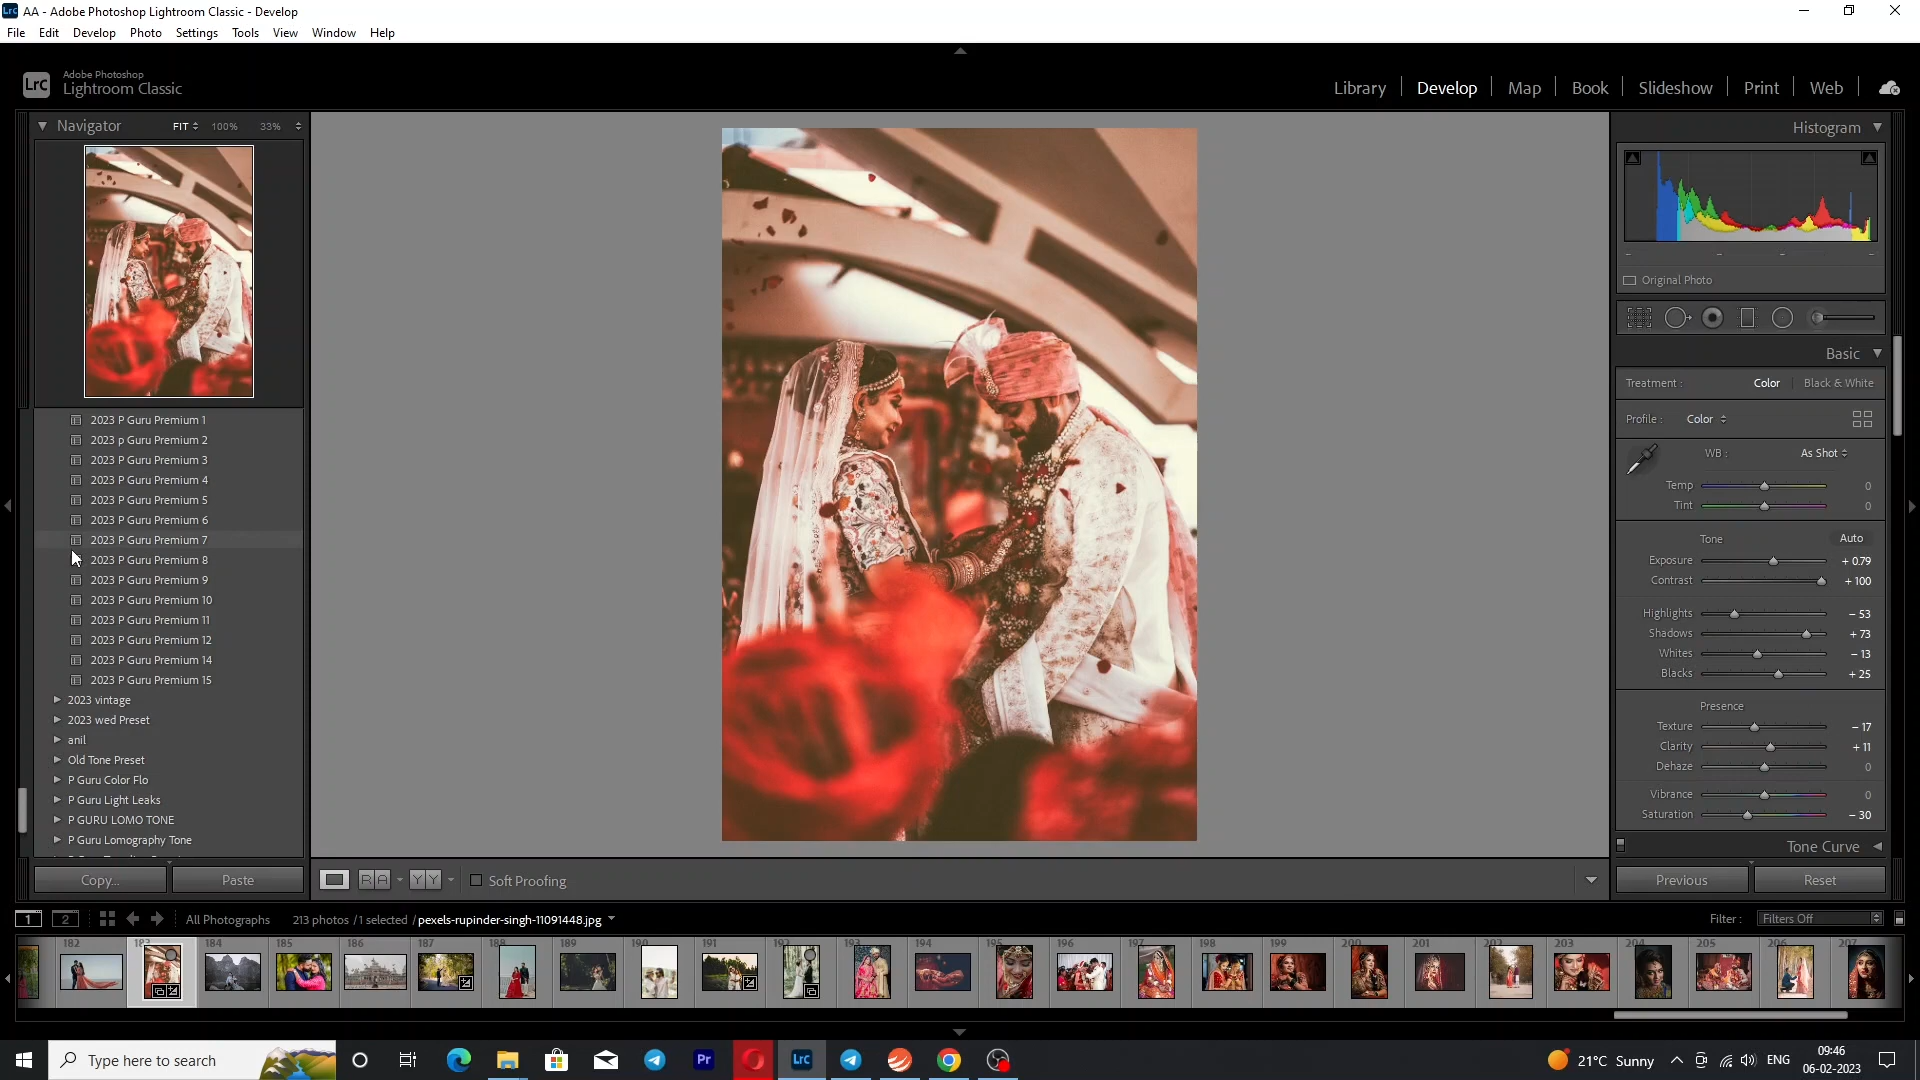 AA - Adobe Photoshop Lightroom Classic - Develop
File Edit Develop Photo Settings Tools View Window Help
LrC Adobe Photoshop
Lightroom Classic
Library Develop Map Book Slideshow Print Web
Navigator FIT 100% 33%
Histogram
Original Photo
Basic
Treatment : Color Black & White
Profile : Color
WB : As Shot
Temp 0
Tint 0
Tone Auto
Exposure + 0.79
Contrast + 100
Highlights – 53
Shadows + 73
Whites – 13
Blacks + 25
Presence
Texture – 17
Clarity + 11
Dehaze 0
Vibrance 0
Saturation – 30
Tone Curve
Previous Reset
2023 P Guru Premium 1
2023 p Guru Premium 2
2023 P Guru Premium 3
2023 P Guru Premium 4
2023 P Guru Premium 5
2023 P Guru Premium 6
2023 P Guru Premium 7
2023 P Guru Premium 8
2023 P Guru Premium 9
2023 P Guru Premium 10
2023 P Guru Premium 11
2023 P Guru Premium 12
2023 P Guru Premium 14
2023 P Guru Premium 15
2023 vintage
2023 wed Preset
anil
Old Tone Preset
P Guru Color Flo
P Guru Light Leaks
P GURU LOMO TONE
P Guru Lomography Tone
Copy... Paste
R A Y Y Soft Proofing
1 2 All Photographs 213 photos / 1 selected / pexels-rupinder-singh-11091448.jpg Filter : Filters Off
182 183 184 185 186 187 188 189 190 191 192 193 194 195 196 197 198 199 200 201 202 203 204 205 206 207
Type here to search Pr LrC 21°C Sunny ENG 09:46
06-02-2023